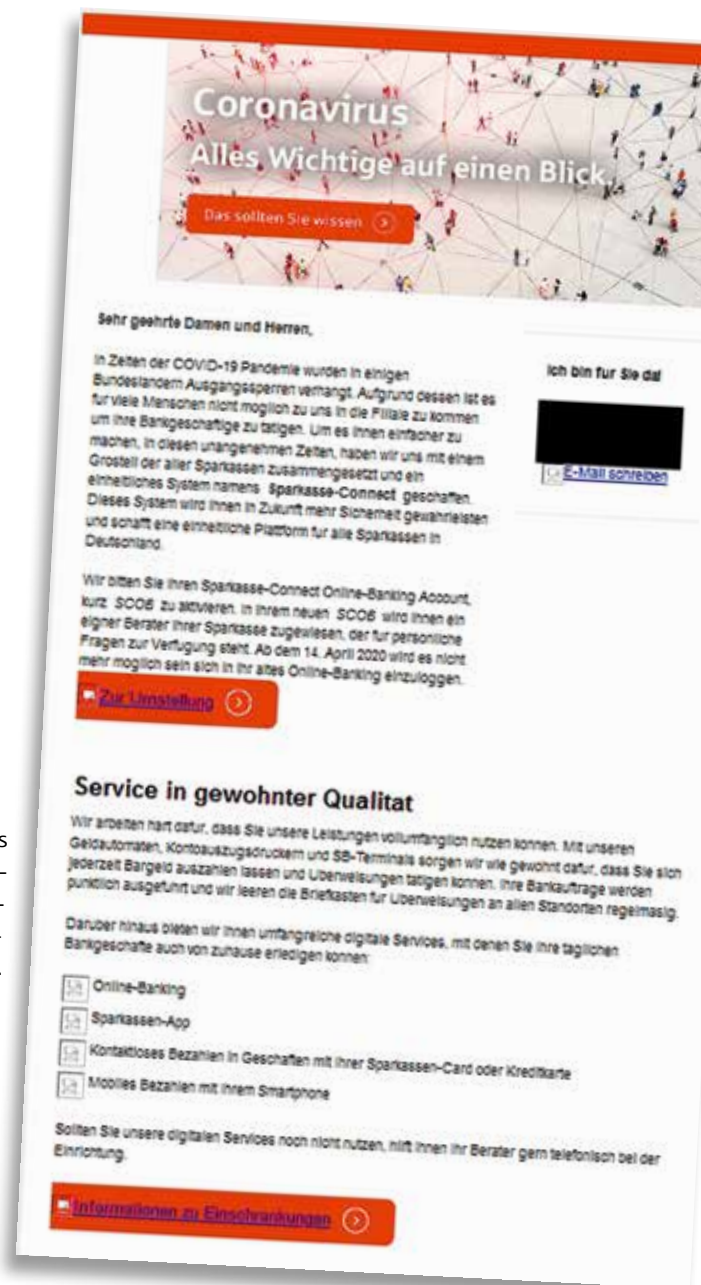 Coronavirus
Alles Wichtige auf einen Blick.
Das sollten Sie wissen
Sehr geehrte Damen und Herren,
In Zeiten der COVID-19 Pandemie wurden in einigen
Bundeslandern Ausgangssperren verhangt. Aufgrund dessen ist es
fur viele Menschen nicht moglich zu uns in die Filiale zu kommen
um ihre Bankgeschaftige zu tatigen. Um es Ihnen einfacher zu
machen, in diesen unangenehmen Zeiten, haben wir uns mit einem
Grosteil der aller Sparkassen zusammengesetzt und ein
einheitliches System namens Sparkasse-Connect geschaffen.
Dieses System wird Ihnen in Zukunft mehr Sicherheit gewahrleisten
und schafft eine einheitliche Plattform fur alle Sparkassen in
Deutschland.
Wir bitten Sie Ihren Sparkasse-Connect Online-Banking Account,
kurz SCOB zu aktivieren. In Ihrem neuen SCOB wird Ihnen ein
eigner Berater Ihrer Sparkasse zugewiesen, der fur personliche
Fragen zur Verfugung steht. Ab dem 14. April 2020 wird es nicht
mehr moglich sein sich in Ihr altes Online-Banking einzuloggen.
Zur Umstellung
Ich bin fur Sie da!
E-Mail schreiben
Service in gewohnter Qualitat
Wir arbeiten hart dafur, dass Sie unsere Leistungen vollumfanglich nutzen konnen. Mit unseren
Geldautomaten, Kontoauszugsdruckern und SB-Terminals sorgen wir wie gewohnt dafur, dass Sie sich
jederzeit Bargeld auszahlen lassen und Uberweisungen tatigen konnen. Ihre Bankauftrage werden
punktlich ausgefuhrt und wir leeren die Briefkasten fur Uberweisungen an allen Standorten regelmasig.
Daruber hinaus bieten wir Ihnen umfangreiche digitale Services, mit denen Sie Ihre taglichen
Bankgeschafte auch von zuhause erledigen konnen:
Online-Banking
Sparkassen-App
Kontaktloses Bezahlen in Geschaften mit Ihrer Sparkassen-Card oder Kreditkarte
Mobiles Bezahlen mit Ihrem Smartphone
Sollten Sie unsere digitalen Services noch nicht nutzen, hilft Ihnen Ihr Berater gern telefonisch bei der
Einrichtung.
Informationen zu Einschrankungen